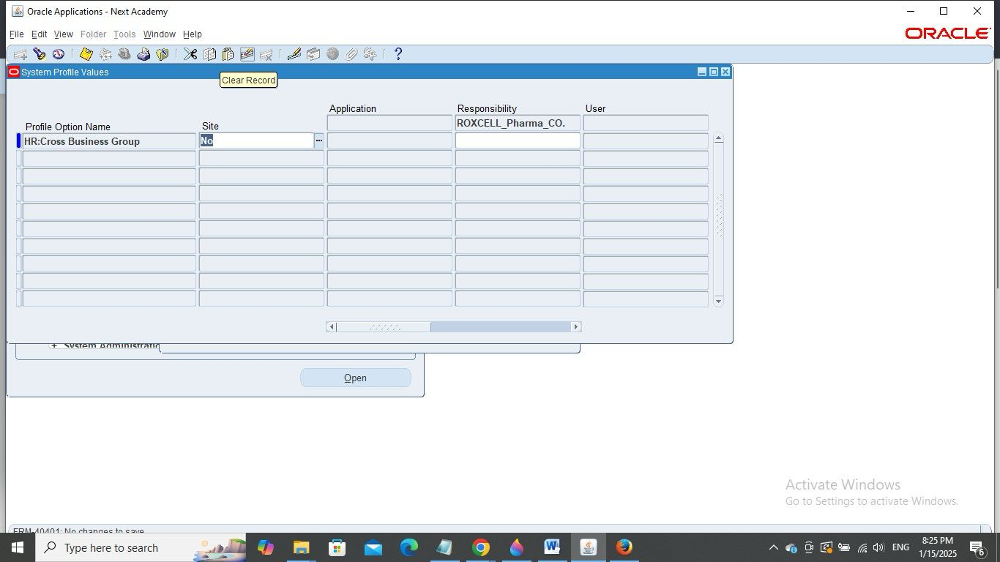 Oracle Applications - Next Academy
File Edit View Folder Tools Window Help
ORACLE
System Profile Values
Clear Record
Application Responsibility User
Profile Option Name Site
ROXCELL_Pharma_CO.
HR:Cross Business Group No
+ System Administratio
Open
Activate Windows
Go to Settings to activate Windows.
FRM-40401: No changes to save.
Type here to search
ENG
8:25 PM
1/15/2025
6